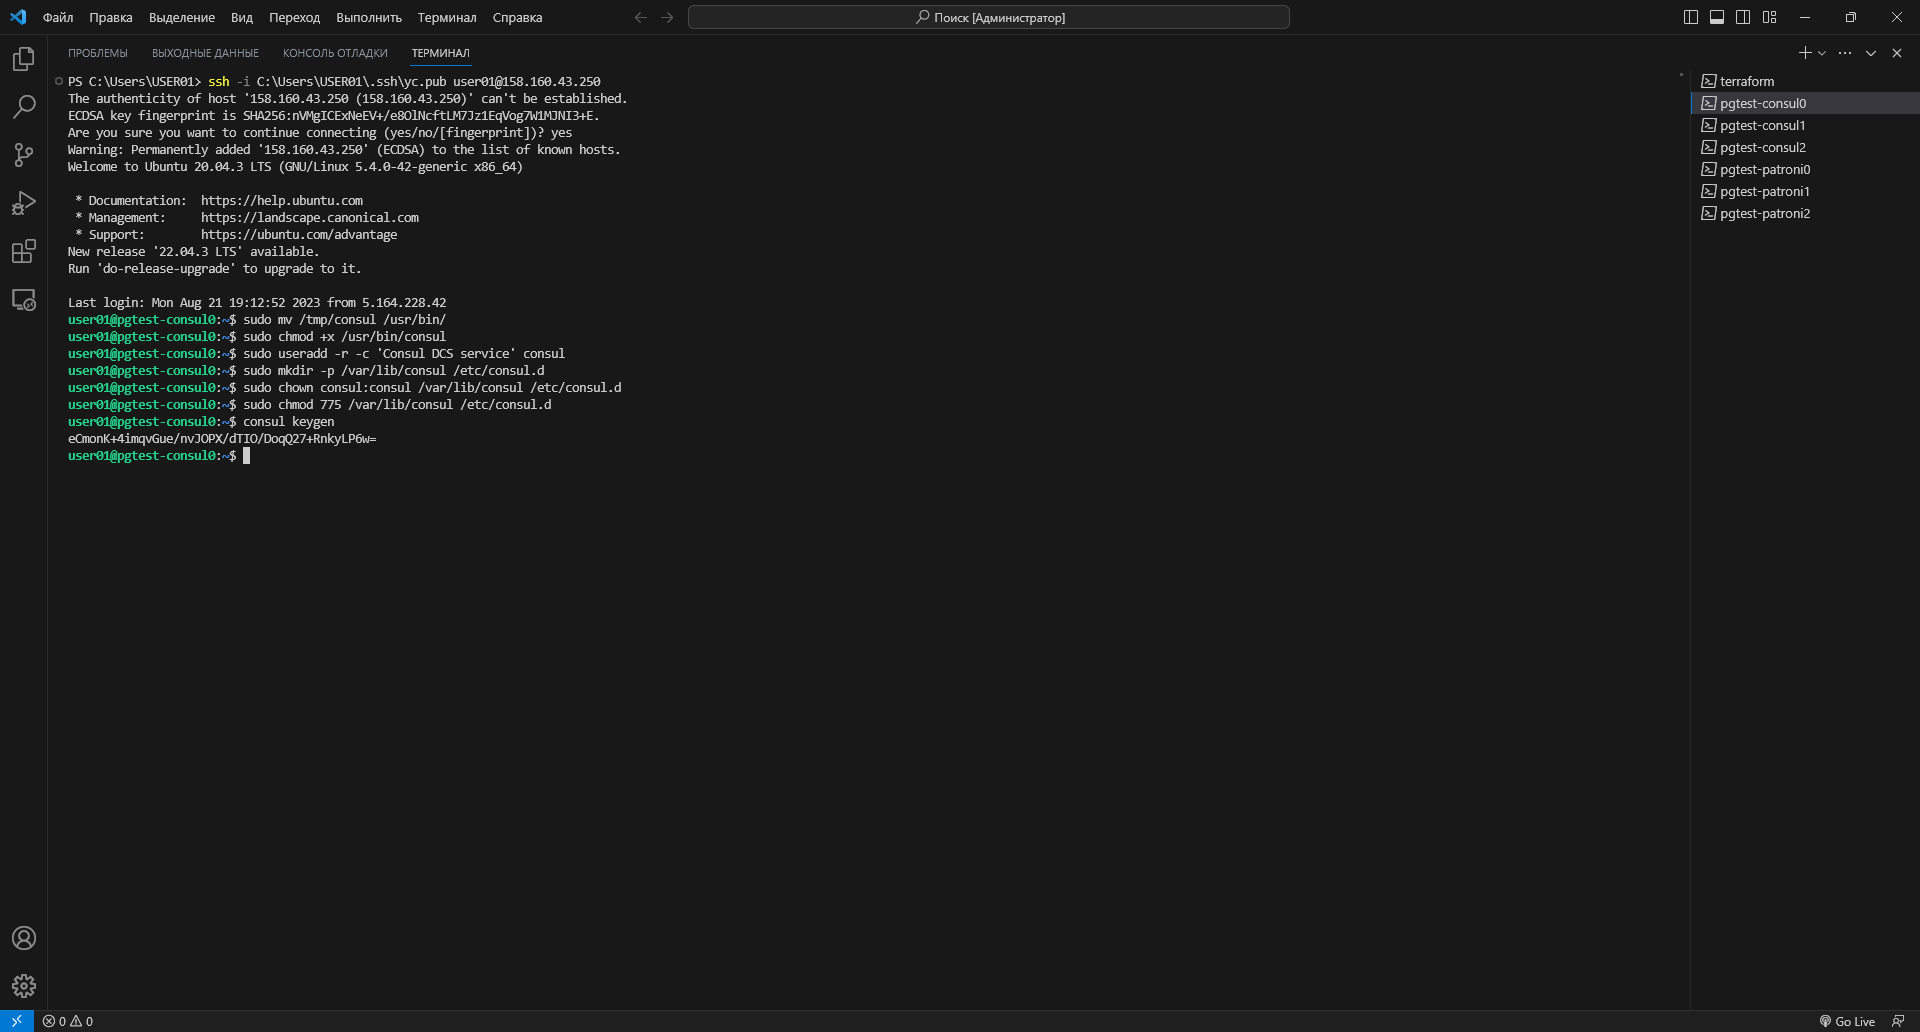 Файл Правка Выделение Вид Переход Выполнить Терминал Справка Поиск [Администратор]
ПРОБЛЕМЫ ВЫХОДНЫЕ ДАННЫЕ КОНСОЛЬ ОТЛАДКИ ТЕРМИНАЛ
PS C:\Users\USER01> ssh -i C:\Users\USER01\.ssh\yc.pub user01@158.160.43.250
The authenticity of host '158.160.43.250 (158.160.43.250)' can't be established.
ECDSA key fingerprint is SHA256:nVMgICExNeEV+/e8OlNcftLM7Jz1EqVog7W1MJNI3+E.
Are you sure you want to continue connecting (yes/no/[fingerprint])? yes
Warning: Permanently added '158.160.43.250' (ECDSA) to the list of known hosts.
Welcome to Ubuntu 20.04.3 LTS (GNU/Linux 5.4.0-42-generic x86_64)
* Documentation: https://help.ubuntu.com
* Management: https://landscape.canonical.com
* Support: https://ubuntu.com/advantage
New release '22.04.3 LTS' available.
Run 'do-release-upgrade' to upgrade to it.
Last login: Mon Aug 21 19:12:52 2023 from 5.164.228.42
user01@pgtest-consul0:~$ sudo mv /tmp/consul /usr/bin/
user01@pgtest-consul0:~$ sudo chmod +x /usr/bin/consul
user01@pgtest-consul0:~$ sudo useradd -r -c 'Consul DCS service' consul
user01@pgtest-consul0:~$ sudo mkdir -p /var/lib/consul /etc/consul.d
user01@pgtest-consul0:~$ sudo chown consul:consul /var/lib/consul /etc/consul.d
user01@pgtest-consul0:~$ sudo chmod 775 /var/lib/consul /etc/consul.d
user01@pgtest-consul0:~$ consul keygen
eCmonK+4imqvGue/nvJOPX/dTIO/DoqQ27+RnkyLP6w=
user01@pgtest-consul0:~$
terraform
pgtest-consul0
pgtest-consul1
pgtest-consul2
pgtest-patroni0
pgtest-patroni1
pgtest-patroni2
0 0 Go Live